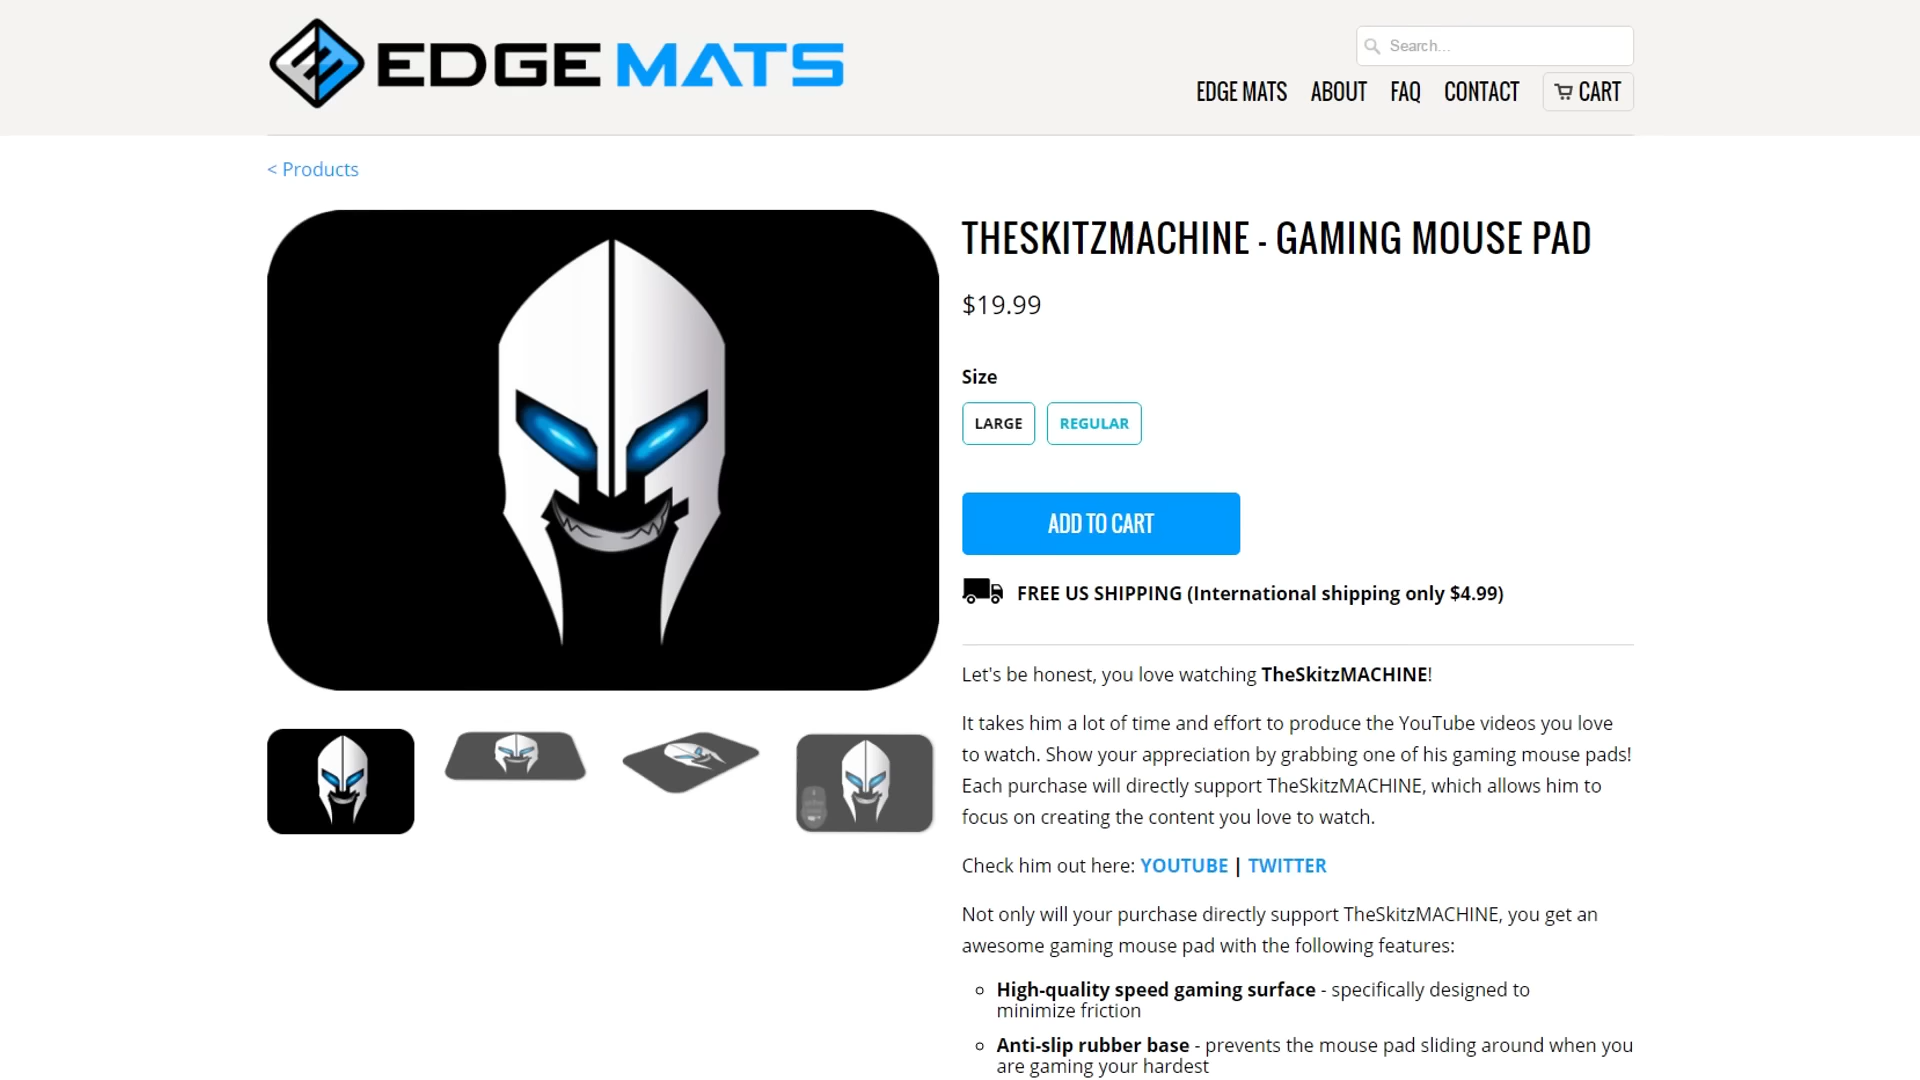 EDGE MATS
Search...
EDGE MATS ABOUT FAQ CONTACT CART
< Products
THESKITZMACHINE - GAMING MOUSE PAD
$19.99
Size
LARGE REGULAR
ADD TO CART
FREE US SHIPPING (International shipping only $4.99)
Let's be honest, you love watching TheSkitzMACHINE!
It takes him a lot of time and effort to produce the YouTube videos you love
to watch. Show your appreciation by grabbing one of his gaming mouse pads!
Each purchase will directly support TheSkitzMACHINE, which allows him to
focus on creating the content you love to watch.
Check him out here: YOUTUBE | TWITTER
Not only will your purchase directly support TheSkitzMACHINE, you get an
awesome gaming mouse pad with the following features:
High-quality speed gaming surface - specifically designed to
minimize friction
Anti-slip rubber base - prevents the mouse pad sliding around when you
are gaming your hardest